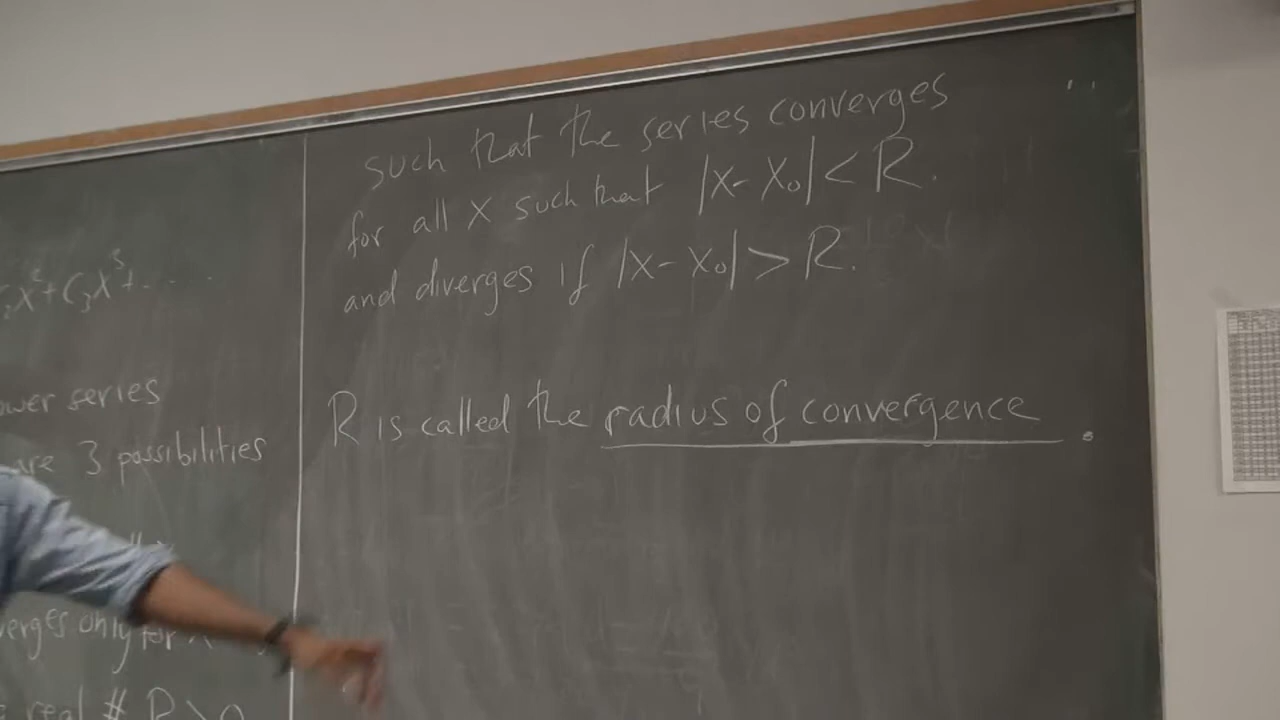 x²+C₃x³+.....
ower series
are 3 possibilities
verges only for
real # R>0
such that the series converges
for all x such that |x-x₀|<R.
and diverges if |x-x₀|>R.
R is called the radius of convergence.